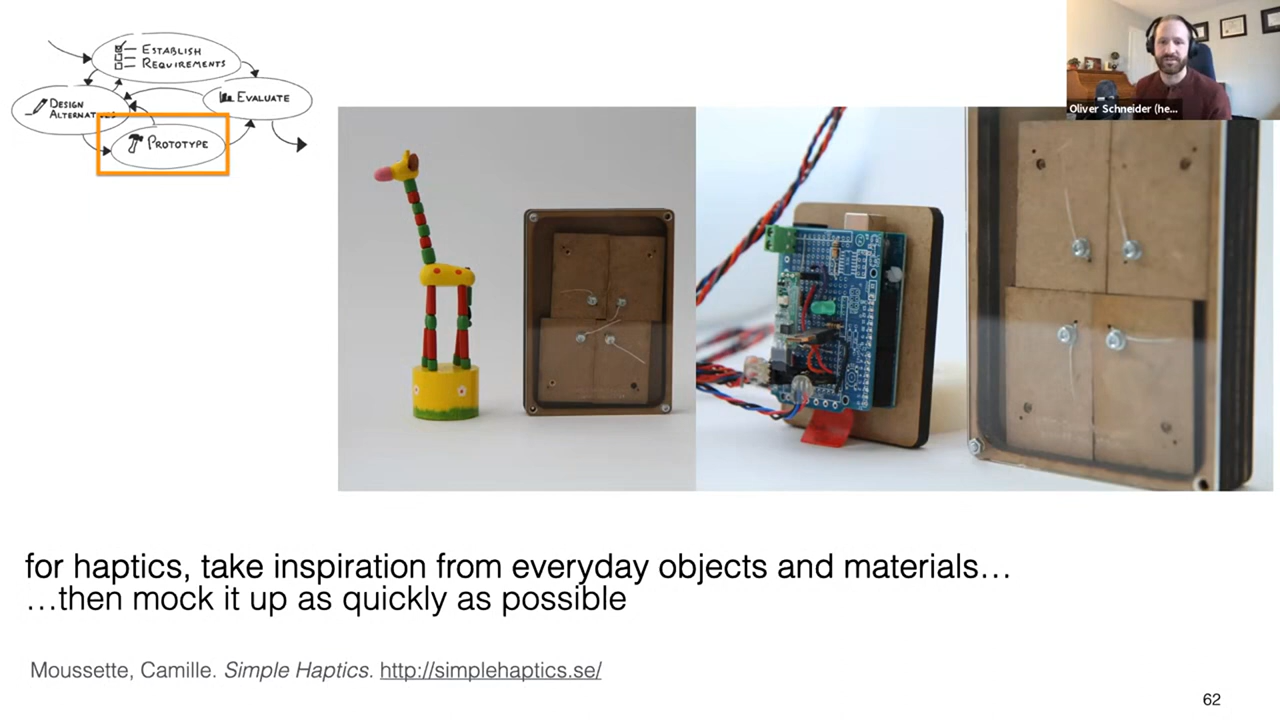 ESTABLISH
REQUIREMENTS
EVALUATE
DESIGN
PROTOTYPE
Oliver Schneider (he...
for haptics, take inspiration from everyday objects and materials…
…then mock it up as quickly as possible
Moussette, Camille. Simple Haptics. http://simplehaptics.se/
62